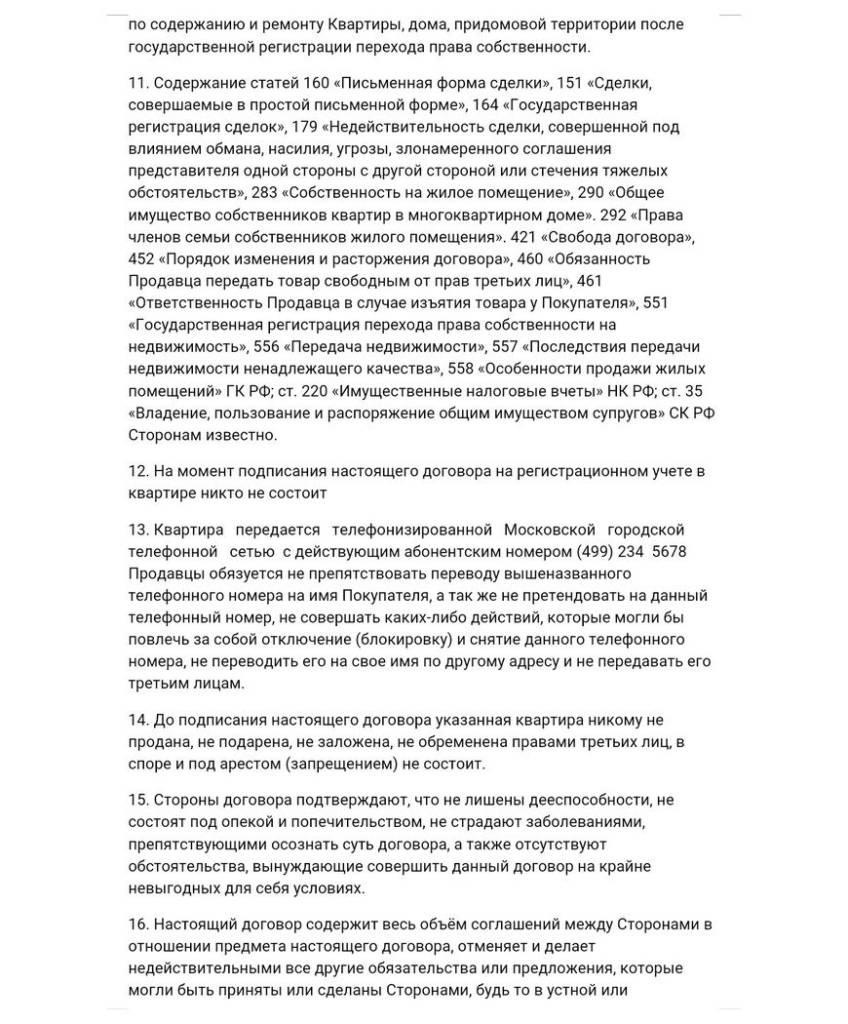 по содержанию и ремонту Квартиры, дома, придомовой территории после
государственной регистрации перехода права собственности.
11. Содержание статей 160 «Письменная форма сделки», 151 «Сделки,
совершаемые в простой письменной форме», 164 «Государственная
регистрация сделок», 179 «Недействительность сделки, совершенной под
влиянием обмана, насилия, угрозы, злонамеренного соглашения
представителя одной стороны с другой стороной или стечения тяжелых
обстоятельств», 283 «Собственность на жилое помещение», 290 «Общее
имущество собственников квартир в многоквартирном доме». 292 «Права
членов семьи собственников жилого помещения». 421 «Свобода договора»,
452 «Порядок изменения и расторжения договора», 460 «Обязанность
Продавца передать товар свободным от прав третьих лиц», 461
«Ответственность Продавца в случае изъятия товара у Покупателя», 551
«Государственная регистрация перехода права собственности на
недвижимость», 556 «Передача недвижимости», 557 «Последствия передачи
недвижимости ненадлежащего качества», 558 «Особенности продажи жилых
помещений» ГК РФ; ст. 220 «Имущественные налоговые вчеты» НК РФ; ст. 35
«Владение, пользование и распоряжение общим имуществом супругов» СК РФ
Сторонам известно.
12. На момент подписания настоящего договора на регистрационном учете в
квартире никто не состоит
13. Квартира передается телефонизированной Московской городской
телефонной сетью с действующим абонентским номером (499) 234 5678
Продавцы обязуется не препятствовать переводу вышеназванного
телефонного номера на имя Покупателя, а так же не претендовать на данный
телефонный номер, не совершать каких-либо действий, которые могли бы
повлечь за собой отключение (блокировку) и снятие данного телефонного
номера, не переводить его на свое имя по другому адресу и не передавать его
третьим лицам.
14. До подписания настоящего договора указанная квартира никому не
продана, не подарена, не заложена, не обременена правами третьих лиц, в
споре и под арестом (запрещением) не состоит.
15. Стороны договора подтверждают, что не лишены дееспособности, не
состоят под опекой и попечительством, не страдают заболеваниями,
препятствующими осознать суть договора, а также отсутствуют
обстоятельства, вынуждающие совершить данный договор на крайне
невыгодных для себя условиях.
16. Настоящий договор содержит весь объём соглашений между Сторонами в
отношении предмета настоящего договора, отменяет и делает
недействительными все другие обязательства или предложения, которые
могли быть приняты или сделаны Сторонами, будь то в устной или